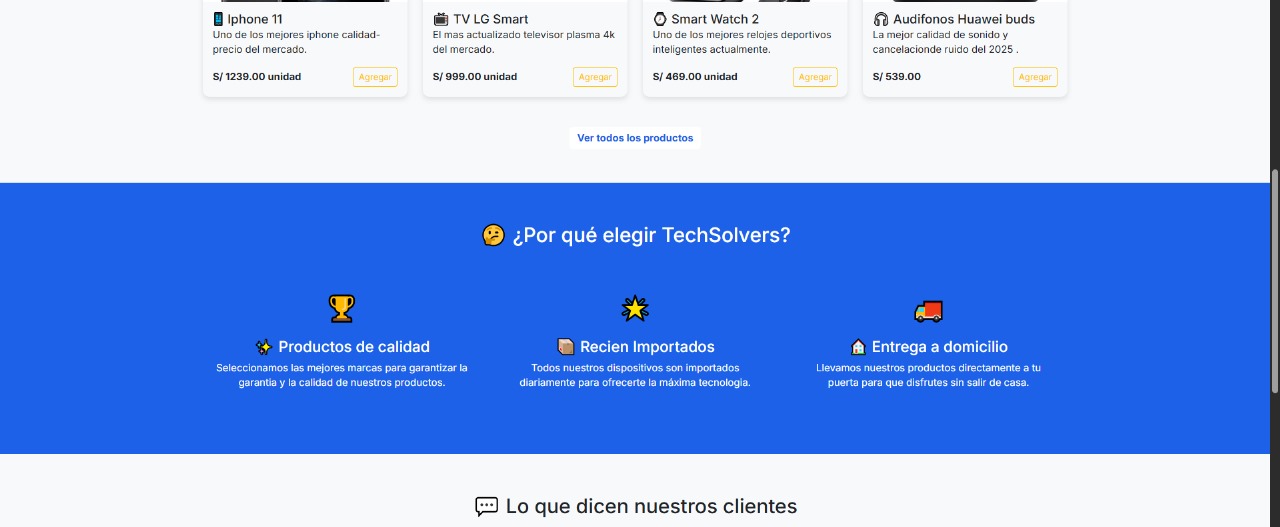 Iphone 11
Uno de los mejores iphone calidad-
precio del mercado.
S/ 1239.00 unidad
Agregar
TV LG Smart
El mas actualizado televisor plasma 4k
del mercado.
S/ 999.00 unidad
Agregar
Smart Watch 2
Uno de los mejores relojes deportivos
inteligentes actualmente.
S/ 469.00 unidad
Agregar
Audifonos Huawei buds
La mejor calidad de sonido y
cancelacionde ruido del 2025 .
S/ 539.00
Agregar
Ver todos los productos
¿Por qué elegir TechSolvers?
Productos de calidad
Seleccionamos las mejores marcas para garantizar la
garantia y la calidad de nuestros productos.
Recien Importados
Todos nuestros dispositivos son importados
diariamente para ofrecerte la máxima tecnologia.
Entrega a domicilio
Llevamos nuestros productos directamente a tu
puerta para que disfrutes sin salir de casa.
Lo que dicen nuestros clientes